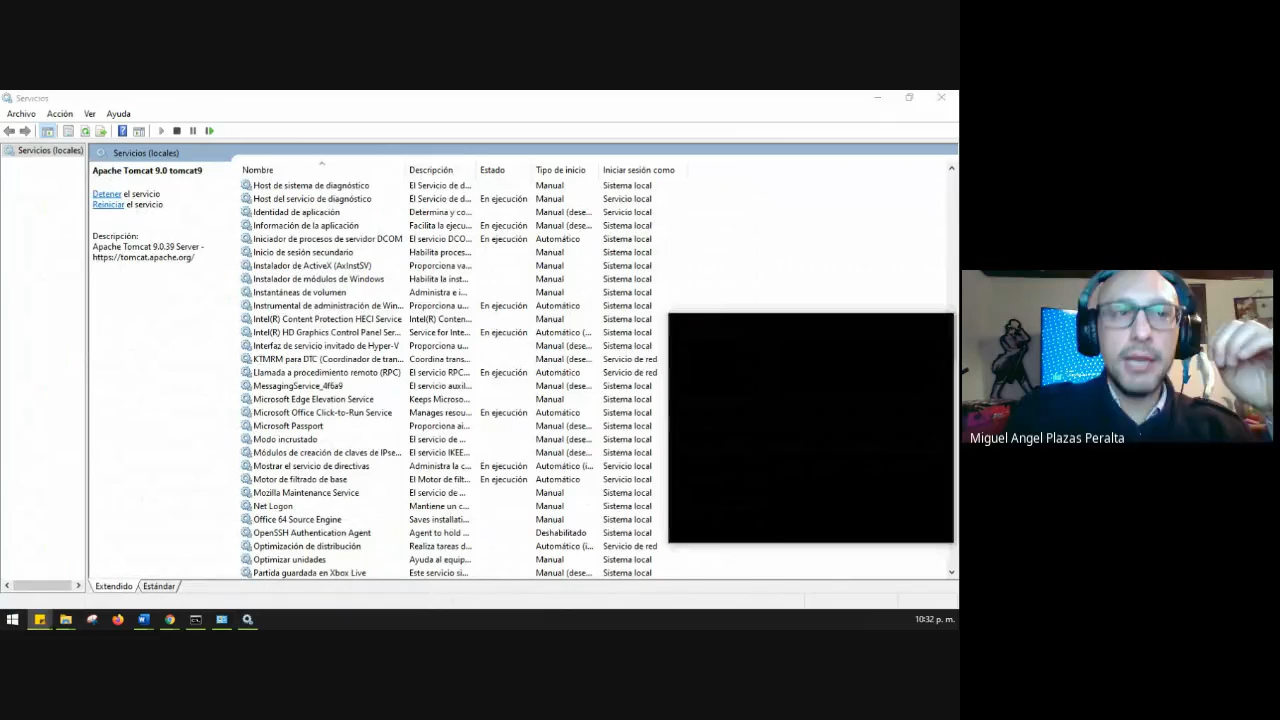 Servicios
Archivo Acción Ver Ayuda
Servicios (locales)
Servicios (locales)
Apache Tomcat 9.0 tomcat9
Detener el servicio
Reiniciar el servicio
Descripción:
Apache Tomcat 9.0.39 Server -
https://tomcat.apache.org/
Nombre Descripción Estado Tipo de inicio Iniciar sesión como
Host de sistema de diagnóstico El Servicio de d... Manual Sistema local
Host del servicio de diagnóstico El Servicio de d... En ejecución Manual Servicio local
Identidad de aplicación Determina y co... Manual (dese... Servicio local
Información de la aplicación Facilita la ejecu... En ejecución Manual (dese... Sistema local
Iniciador de procesos de servidor DCOM El servicio DCO... En ejecución Automático Sistema local
Inicio de sesión secundario Habilita proces... Manual Sistema local
Instalador de ActiveX (AxInstSV) Proporciona va... Manual Sistema local
Instalador de módulos de Windows Habilita la inst... Manual Sistema local
Instantáneas de volumen Administra e i... Manual Sistema local
Instrumental de administración de Win... Proporciona u... En ejecución Automático Sistema local
Intel(R) Content Protection HECI Service Intel(R) Conten... Manual Sistema local
Intel(R) HD Graphics Control Panel Ser... Service for Inte... En ejecución Automático (... Sistema local
Interfaz de servicio invitado de Hyper-V Proporciona u... Manual (dese... Sistema local
KTMRM para DTC (Coordinador de tran... Coordina trans... Manual (dese... Servicio de red
Llamada a procedimiento remoto (RPC) El servicio RPC... En ejecución Automático Servicio de red
MessagingService_4f6a9 El servicio auxil... Manual (dese... Sistema local
Microsoft Edge Elevation Service Keeps Microso... Manual Sistema local
Microsoft Office Click-to-Run Service Manages resou... En ejecución Automático Sistema local
Microsoft Passport Proporciona ai... Manual (dese... Sistema local
Modo incrustado El servicio de ... Manual (dese... Sistema local
Módulos de creación de claves de IPse... El servicio IKEE... Manual (dese... Sistema local
Mostrar el servicio de directivas Administra la c... En ejecución Automático (i... Servicio local
Motor de filtrado de base El Motor de filt... En ejecución Automático Servicio local
Mozilla Maintenance Service El servicio de ... Manual Sistema local
Net Logon Mantiene un c... Manual Sistema local
Office 64 Source Engine Saves installati... Manual Sistema local
OpenSSH Authentication Agent Agent to hold ... Deshabilitado Sistema local
Optimización de distribución Realiza tareas d... Automático (i... Servicio de red
Optimizar unidades Ayuda al equip... Manual Sistema local
Partida guardada en Xbox Live Este servicio si... Manual (dese... Sistema local
Extendido Estándar
10:32 p. m.
Miguel Angel Plazas Peralta